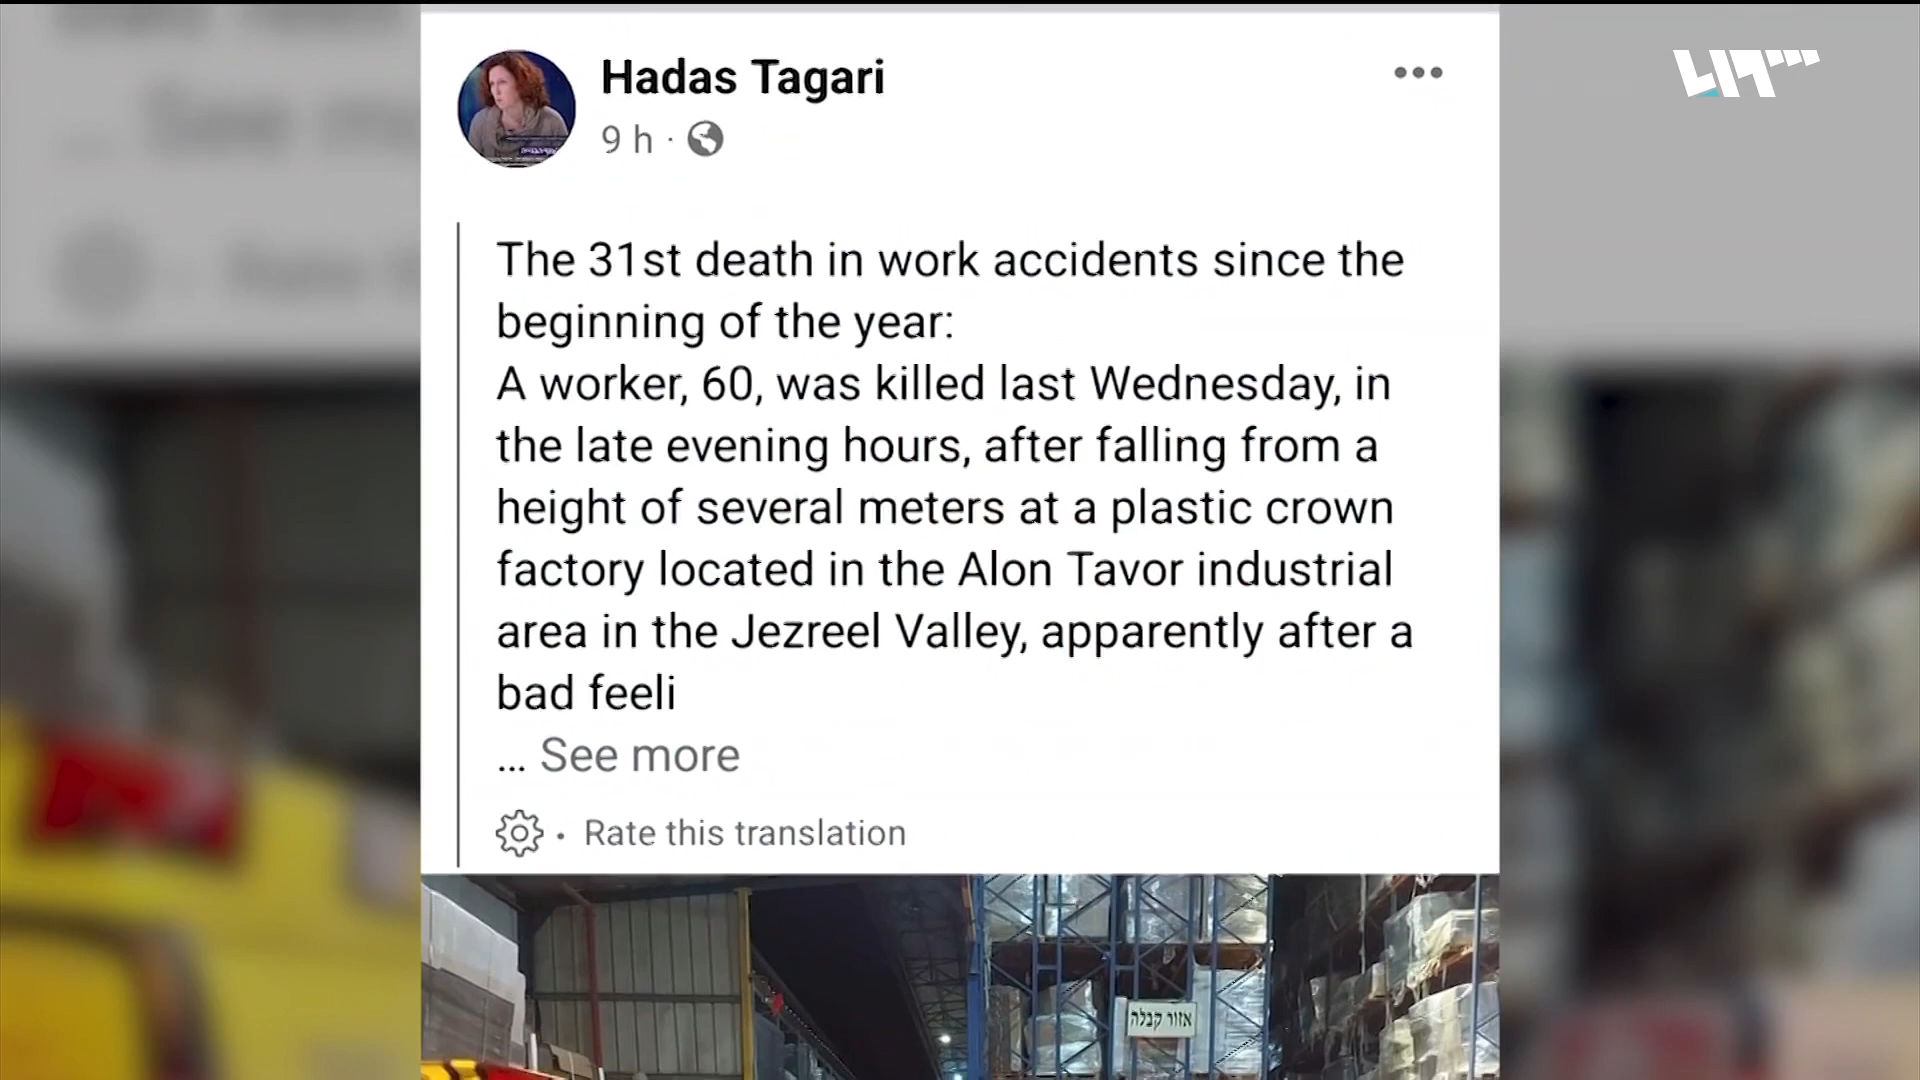 Hadas Tagari
9 h ·
The 31st death in work accidents since the
beginning of the year:
A worker, 60, was killed last Wednesday, in
the late evening hours, after falling from a
height of several meters at a plastic crown
factory located in the Alon Tavor industrial
area in the Jezreel Valley, apparently after a
bad feeli
... See more
· Rate this translation
אזור קבלה